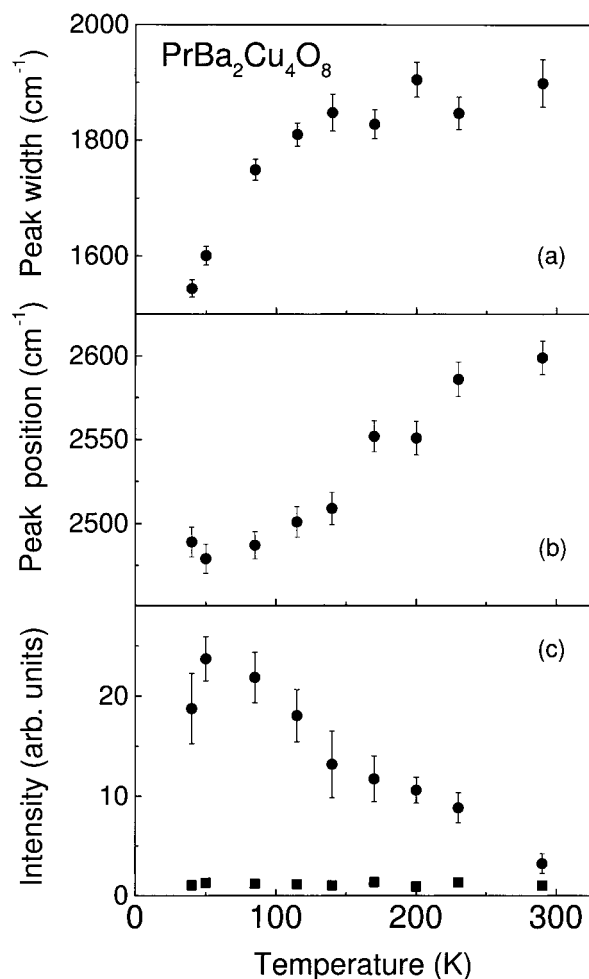 PrBa₂Cu₄O₈
Peak width (cm⁻¹)
2000
1800
1600
(a)
Peak position (cm⁻¹)
2600
2550
2500
(b)
Intensity (arb. units)
20
10
0
(c)
0 100 200 300
Temperature (K)